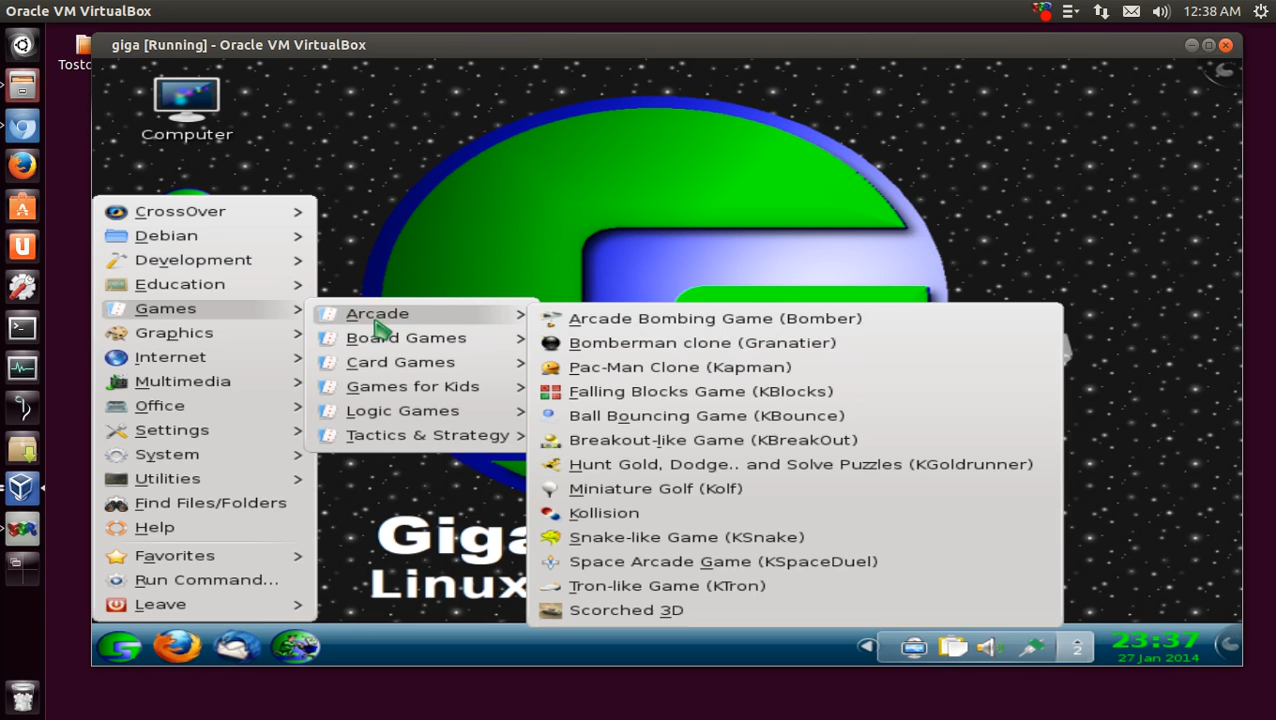 Oracle VM VirtualBox
12:38 AM
Tosto
giga [Running] - Oracle VM VirtualBox
Computer
CrossOver
Debian
Development
Education
Games
Graphics
Internet
Multimedia
Office
Settings
System
Utilities
Find Files/Folders
Help
Favorites
Run Command...
Leave
Arcade
Board Games
Card Games
Games for Kids
Logic Games
Tactics & Strategy
Arcade Bombing Game (Bomber)
Bomberman clone (Granatier)
Pac-Man Clone (Kapman)
Falling Blocks Game (KBlocks)
Ball Bouncing Game (KBounce)
Breakout-like Game (KBreakOut)
Hunt Gold, Dodge.. and Solve Puzzles (KGoldrunner)
Miniature Golf (Kolf)
Kollision
Snake-like Game (KSnake)
Space Arcade Game (KSpaceDuel)
Tron-like Game (KTron)
Scorched 3D
Giga
Linux
2
23:37
27 Jan 2014